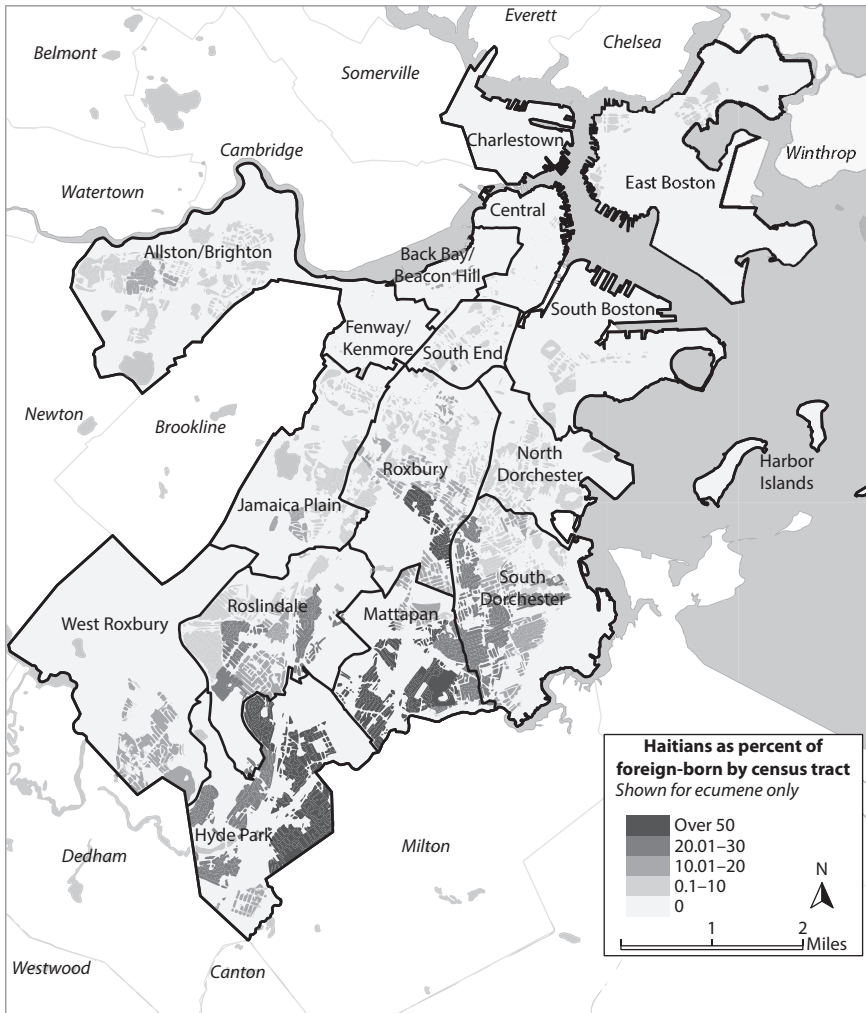 Everett
Belmont
Chelsea
Somerville
Charlestown
Cambridge
Winthrop
East Boston
Watertown
Central
Allston/Brighton
Back Bay/
Beacon Hill
South Boston
Fenway/
Kenmore
South End
Newton
Brookline
North
Dorchester
Harbor
Islands
Roxbury
Jamaica Plain
South
Dorchester
Roslindale
Mattapan
West Roxbury
Hyde Park
Dedham
Milton
Westwood
Canton
Haitians as percent of
foreign-born by census tract
Shown for ecumene only
Over 50
20.01–30
10.01–20
0.1–10
0
N
1
2
Miles